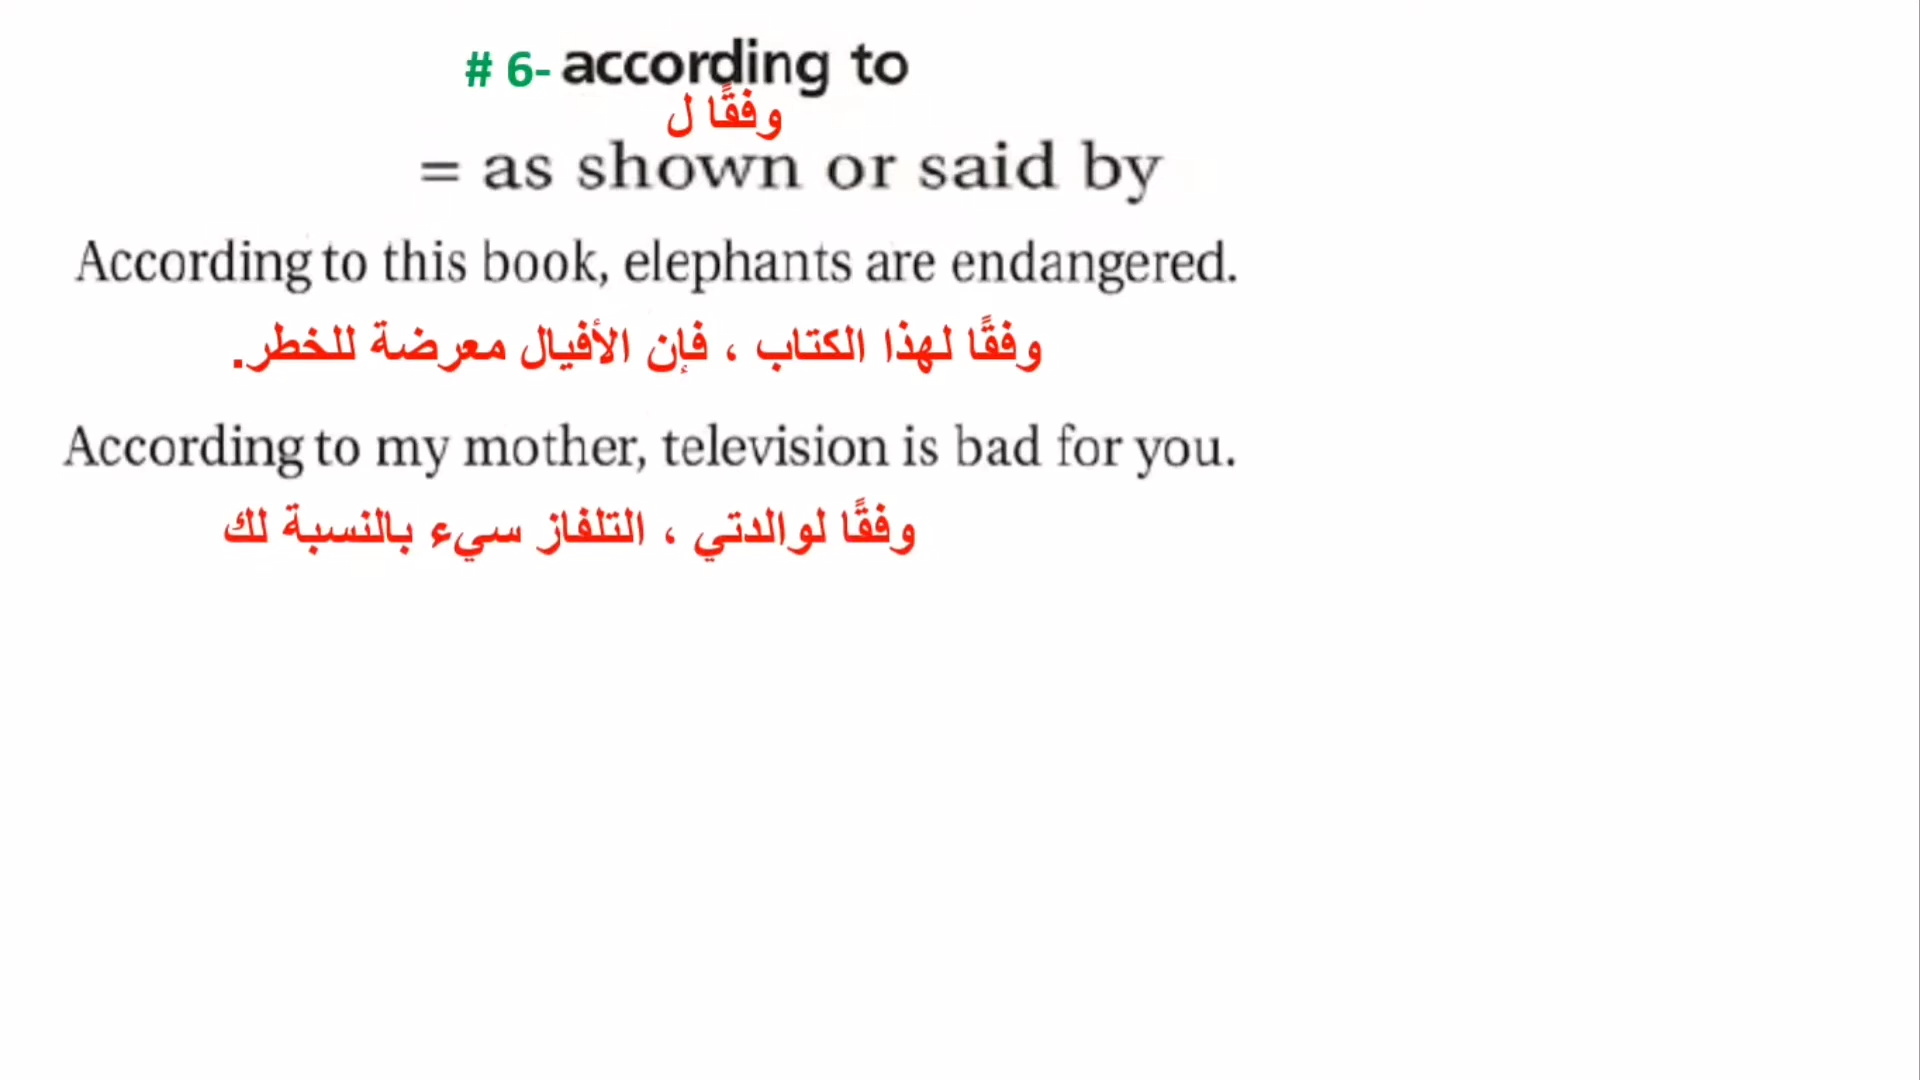 # 6- according to
وفقًا ل
= as shown or said by
According to this book, elephants are endangered.
وفقًا لهذا الكتاب ، فإن الأفيال معرضة للخطر.
According to my mother, television is bad for you.
وفقًا لوالدتي ، التلفاز سيء بالنسبة لك